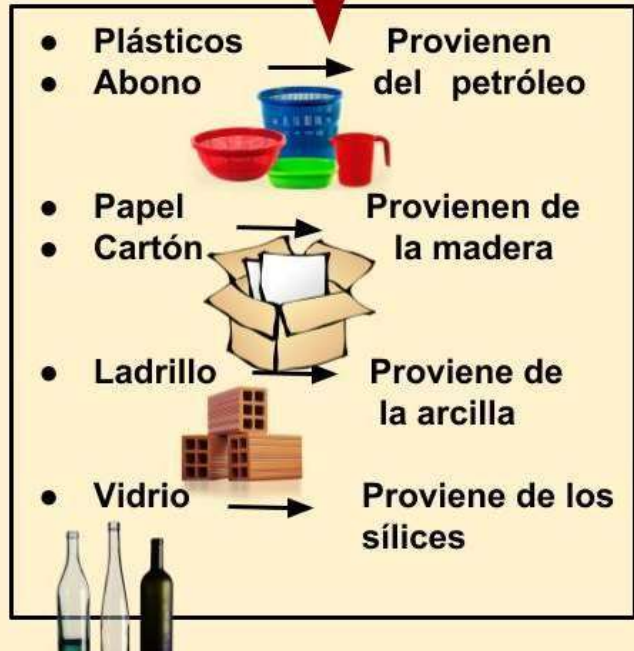 ● Plásticos Provienen
● Abono del petróleo
● Papel Provienen de
● Cartón la madera
● Ladrillo Proviene de
la arcilla
● Vidrio Proviene de los
sílices